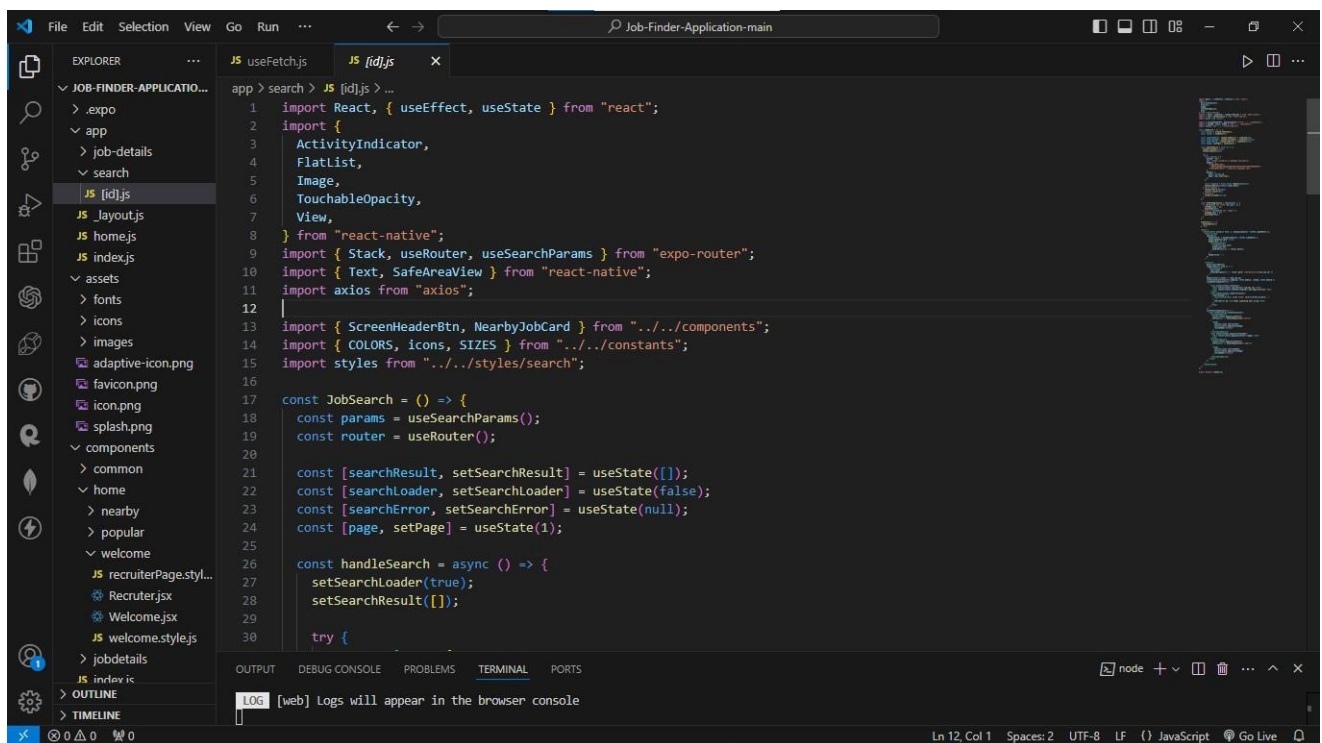 File Edit Selection View Go Run ··· ← → Job-Finder-Application-main
EXPLORER ···
JOB-FINDER-APPLICATIO...
> .expo
app
> job-details
search
JS [id].js
JS _layout.js
JS home.js
JS index.js
assets
> fonts
> icons
> images
adaptive-icon.png
favicon.png
icon.png
splash.png
components
> common
home
> nearby
> popular
welcome
JS recruiterPage.styl...
Recruter.jsx
Welcome.jsx
JS welcome.style.js
> jobdetails
JS index.js
> OUTLINE
> TIMELINE
JS useFetch.js JS [id].js ×
app > search > JS [id].js > ...
1 import React, { useEffect, useState } from "react";
2 import {
3 ActivityIndicator,
4 FlatList,
5 Image,
6 TouchableOpacity,
7 View,
8 } from "react-native";
9 import { Stack, useRouter, useSearchParams } from "expo-router";
10 import { Text, SafeAreaView } from "react-native";
11 import axios from "axios";
12
13 import { ScreenHeaderBtn, NearbyJobCard } from "../../components";
14 import { COLORS, icons, SIZES } from "../../constants";
15 import styles from "../../styles/search";
16
17 const JobSearch = () => {
18 const params = useSearchParams();
19 const router = useRouter();
20
21 const [searchResult, setSearchResult] = useState([]);
22 const [searchLoader, setSearchLoader] = useState(false);
23 const [searchError, setSearchError] = useState(null);
24 const [page, setPage] = useState(1);
25
26 const handleSearch = async () => {
27 setSearchLoader(true);
28 setSearchResult([]);
29
30 try {
OUTPUT DEBUG CONSOLE PROBLEMS TERMINAL PORTS node
LOG [web] Logs will appear in the browser console
1
0 0 0 Ln 12, Col 1 Spaces: 2 UTF-8 LF {} JavaScript Go Live